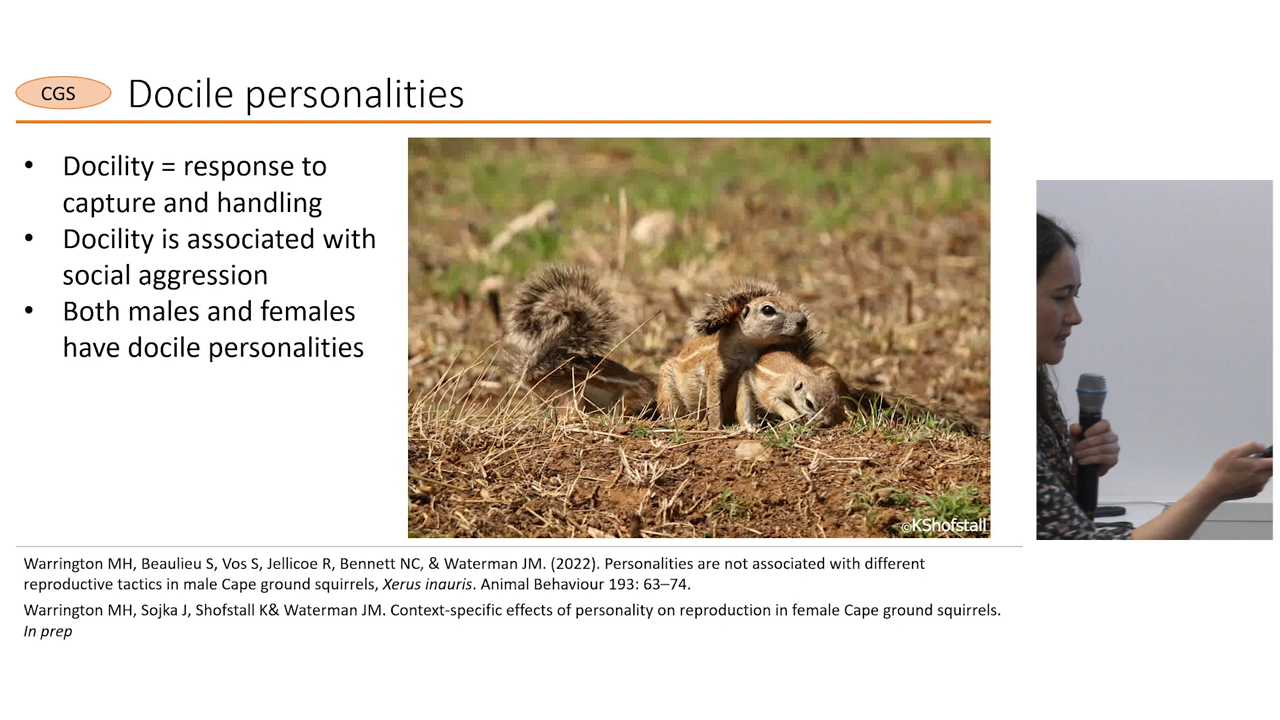 CGS
Docile personalities
• Docility = response to
capture and handling
• Docility is associated with
social aggression
• Both males and females
have docile personalities
©KShofstall
Warrington MH, Beaulieu S, Vos S, Jellicoe R, Bennett NC, & Waterman JM. (2022). Personalities are not associated with different
reproductive tactics in male Cape ground squirrels, Xerus inauris. Animal Behaviour 193: 63–74.
Warrington MH, Sojka J, Shofstall K& Waterman JM. Context-specific effects of personality on reproduction in female Cape ground squirrels.
In prep